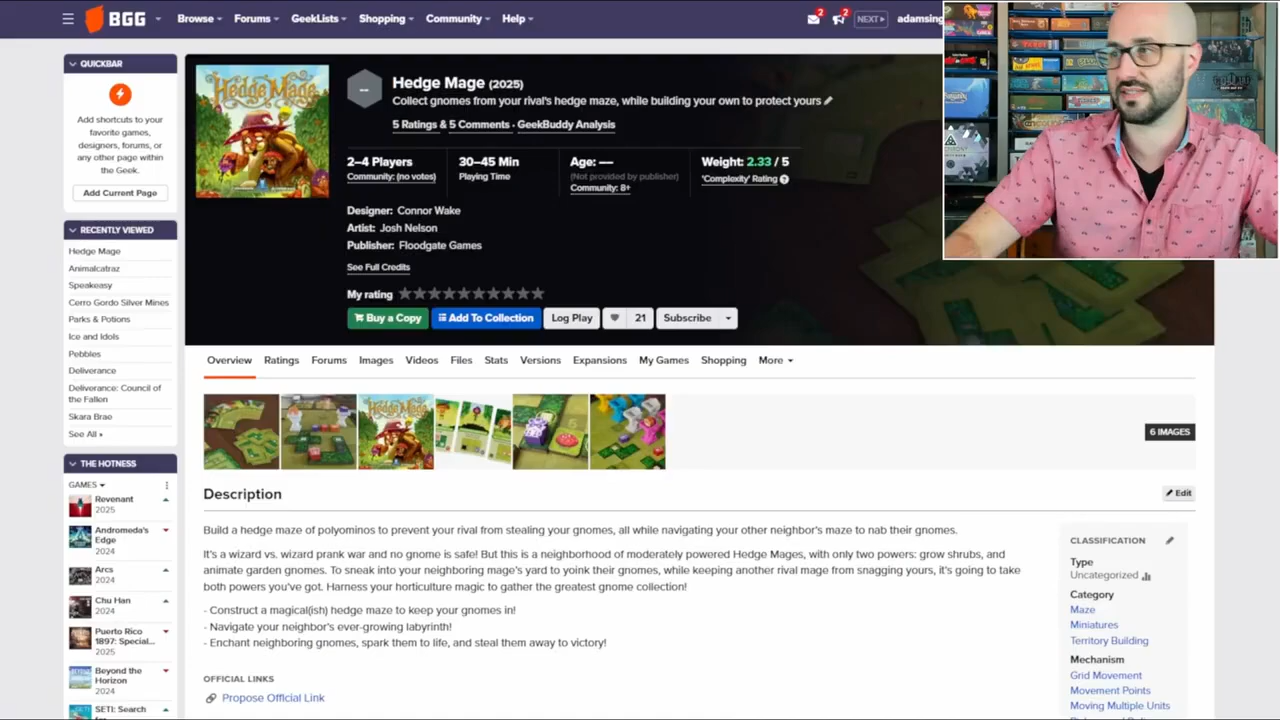 BGG
Browse
Forums
GeekLists
Shopping
Community
Help
2
2
NEXT
adamsing
QUICKBAR
Add shortcuts to your
favorite games,
designers, forums, or
any other page within
the Geek.
Add Current Page
RECENTLY VIEWED
Hedge Mage
Animalcatraz
Speakeasy
Cerro Gordo Silver Mines
Parks & Potions
Ice and Idols
Pebbles
Deliverance
Deliverance: Council of
the Fallen
Skara Brae
See All
THE HOTNESS
GAMES
Revenant
2025
Andromeda's
Edge
2024
Arcs
2024
Chu Han
2024
Puerto Rico
1897: Special...
2025
Beyond the
Horizon
2024
SETI: Search
Hedge Mage
--
Hedge Mage (2025)
Collect gnomes from your rival's hedge maze, while building your own to protect yours
5 Ratings & 5 Comments · GeekBuddy Analysis
2–4 Players
Community: (no votes)
30–45 Min
Playing Time
Age: —
(Not provided by publisher)
Community: 8+
Weight: 2.33 / 5
'Complexity' Rating
Designer: Connor Wake
Artist: Josh Nelson
Publisher: Floodgate Games
See Full Credits
My rating
Buy a Copy
Add To Collection
Log Play
21
Subscribe
Overview
Ratings
Forums
Images
Videos
Files
Stats
Versions
Expansions
My Games
Shopping
More
Hedge Mage
6 IMAGES
Description
Edit
Build a hedge maze of polyominos to prevent your rival from stealing your gnomes, all while navigating your other neighbor's maze to nab their gnomes.
It's a wizard vs. wizard prank war and no gnome is safe! But this is a neighborhood of moderately powered Hedge Mages, with only two powers: grow shrubs, and
animate garden gnomes. To sneak into your neighboring mage's yard to yoink their gnomes, while keeping another rival mage from snagging yours, it's going to take
both powers you've got. Harness your horticulture magic to gather the greatest gnome collection!
- Construct a magical(ish) hedge maze to keep your gnomes in!
- Navigate your neighbor's ever-growing labyrinth!
- Enchant neighboring gnomes, spark them to life, and steal them away to victory!
OFFICIAL LINKS
Propose Official Link
CLASSIFICATION
Type
Uncategorized
Category
Maze
Miniatures
Territory Building
Mechanism
Grid Movement
Movement Points
Moving Multiple Units